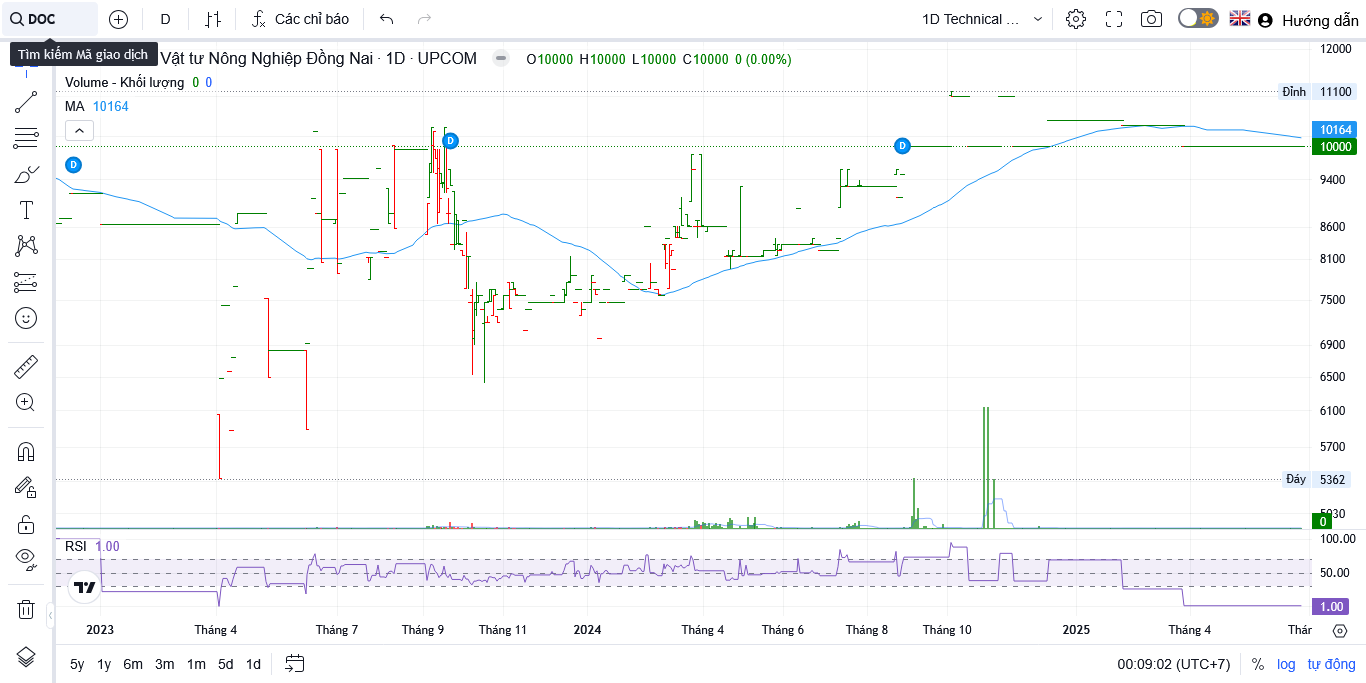 DOC
D
Các chỉ báo
1D Technical ...
Hướng dẫn
Tìm kiếm Mã giao dịch
Vật tư Nông Nghiệp Đồng Nai · 1D · UPCOM
O10000 H10000 L10000 C10000 0 (0.00%)
Volume - Khối lượng 0 0
MA 10164
12000
Đỉnh 11100
10164
10000
9400
8600
8100
7500
6900
6500
6100
5700
Đáy 5362
0
D
D
D
RSI 1.00
100.00
50.00
1.00
2023 Tháng 4 Tháng 7 Tháng 9 Tháng 11 2024 Tháng 4 Tháng 6 Tháng 8 Tháng 10 2025 Tháng 4 Thár
5y 1y 6m 3m 1m 5d 1d
00:09:02 (UTC+7) % log tự động